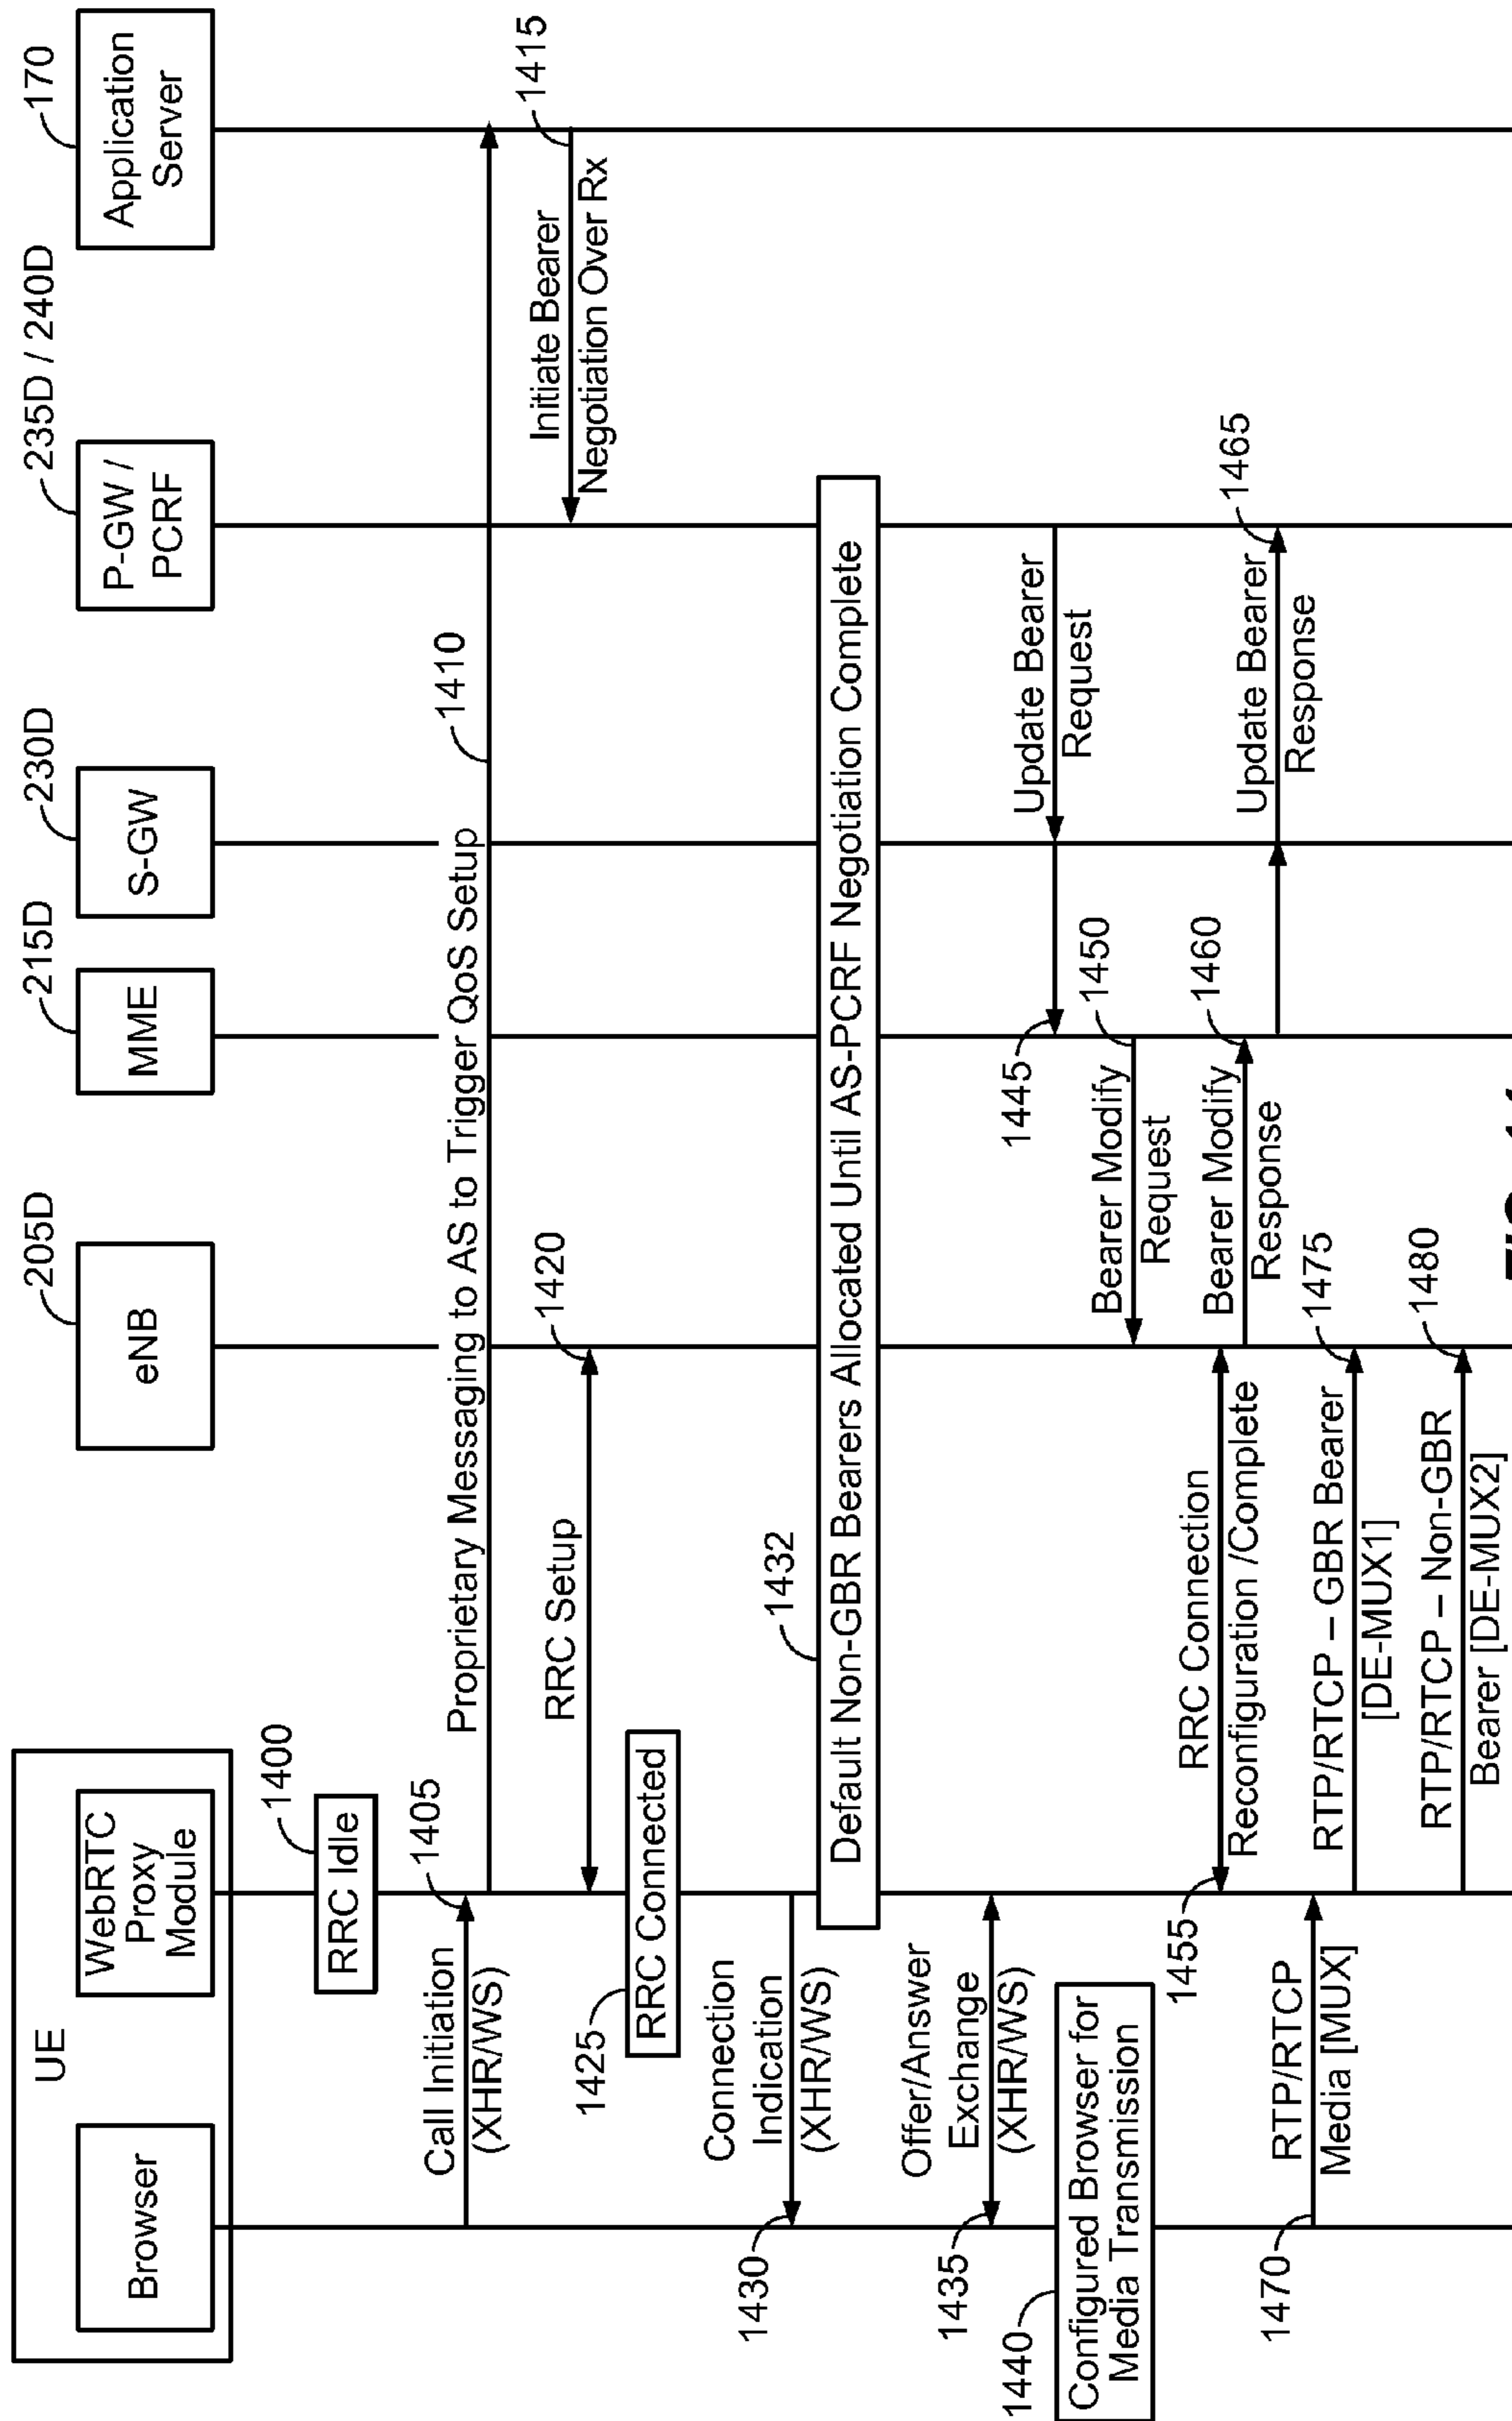 UE
Browser
WebRTC
Proxy
Module
205D
eNB
215D
MME
230D
S-GW
235D / 240D
P-GW /
PCRF
170
Application
Server
1400
RRC Idle
Call Initiation
(XHR/WS)
1405
Proprietary Messaging to AS to Trigger QoS Setup
1410
Initiate Bearer
Negotiation Over Rx
1415
RRC Setup
1420
1425
RRC Connected
1430
Connection
Indication
(XHR/WS)
1432
Default Non-GBR Bearers Allocated Until AS-PCRF Negotiation Complete
1435
Offer/Answer
Exchange
(XHR/WS)
1440
Configured Browser for
Media Transmission
1445
Update Bearer
Request
1450
Bearer Modify
Request
1455
RRC Connection
Reconfiguration /Complete
1460
Bearer Modify
Response
1465
Update Bearer
Response
1470
RTP/RTCP
Media [MUX]
1475
RTP/RTCP – GBR Bearer
[DE-MUX1]
1480
RTP/RTCP – Non-GBR
Bearer [DE-MUX2]